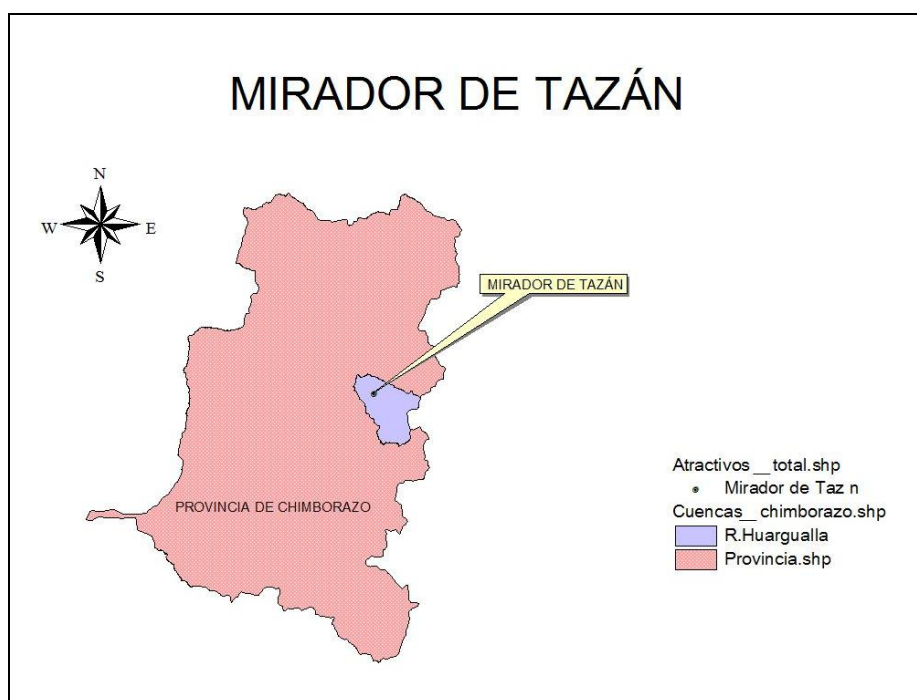 MIRADOR DE TAZÁN
N
W
E
S
MIRADOR DE TAZÁN
PROVINCIA DE CHIMBORAZO
Atractivos__total.shp
Mirador de Taz n
Cuencas__chimborazo.shp
R.Huargualla
Provincia.shp